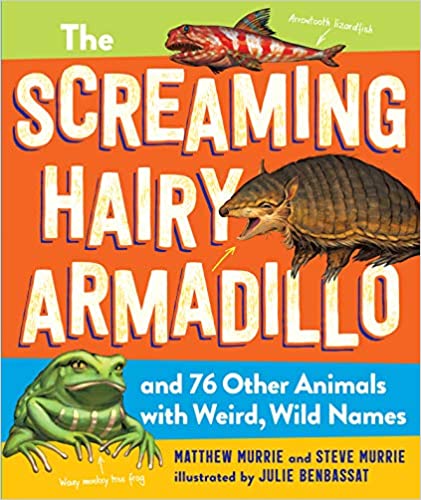 The
Arrowtooth lizardfish
SCREAMING
HAIRY
ARMADILLO
and 76 Other Animals
with Weird, Wild Names
MATTHEW MURRIE and STEVE MURRIE
illustrated by JULIE BENBASSAT
Waxy monkey tree frog